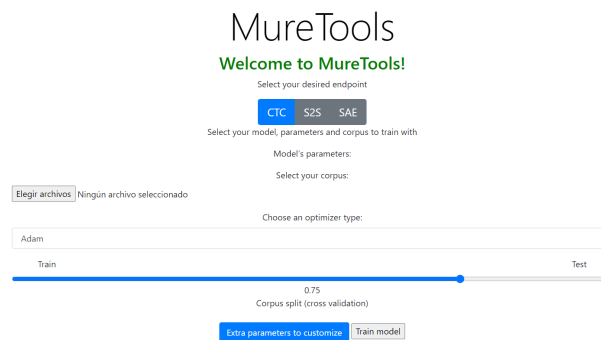 MureTools
Welcome to MureTools!
Select your desired endpoint
CTC S2S SAE
Select your model, parameters and corpus to train with
Model's parameters:
Select your corpus:
Elegir archivos Ningún archivo seleccionado
Choose an optimizer type:
Adam
Train Test
0.75
Corpus split (cross validation)
Extra parameters to customize Train model